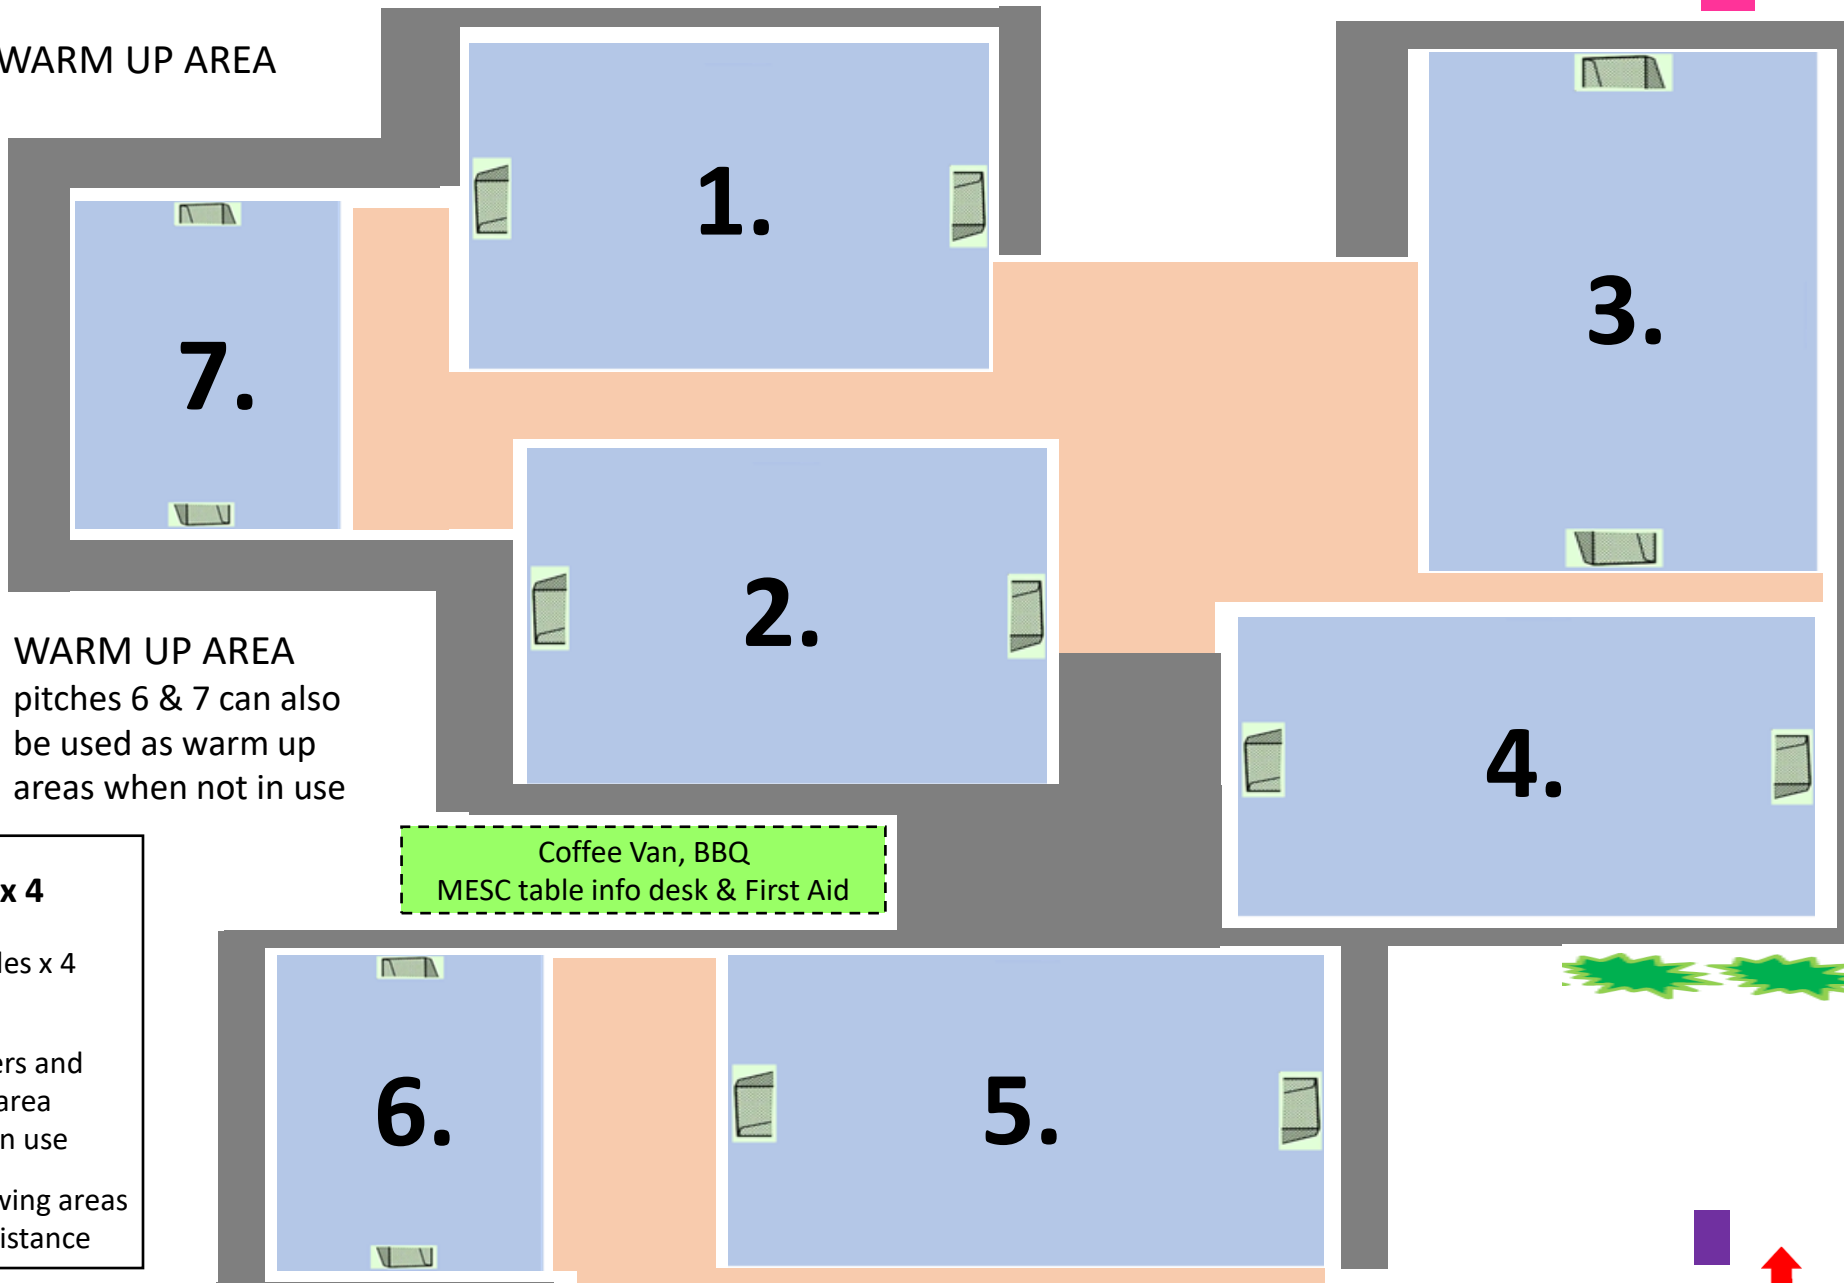 WARM UP AREA
1.
3.
7.
2.
WARM UP AREA
pitches 6 & 7 can also
be used as warm up
areas when not in use
4.
Coffee Van, BBQ
MESC table info desk & First Aid
x 4
les x 4
ers and
area
n use
wing areas
istance
6.
5.